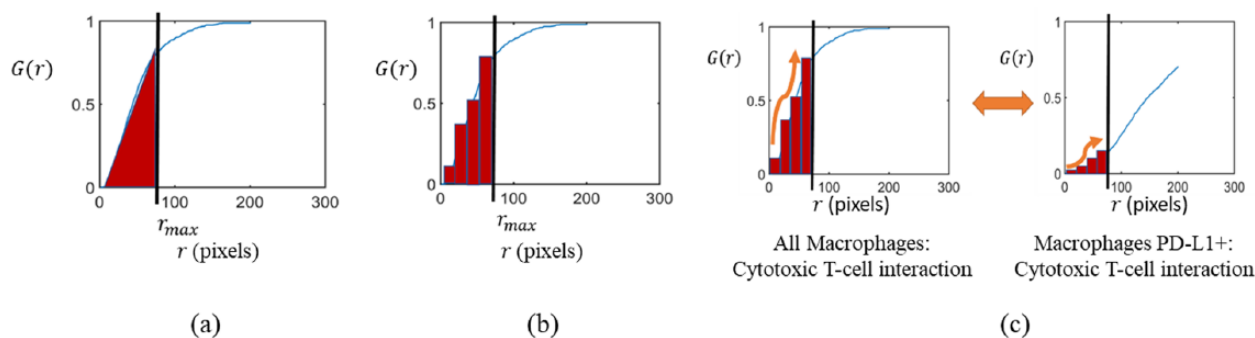 1
G(r)
0.5
0
0
100
200
300
r_max
r (pixels)
(a)
1
G(r)
0.5
0
0
100
200
300
r_max
r (pixels)
(b)
1
G(r)
0.5
0
0
100
200
300
r (pixels)
All Macrophages:
Cytotoxic T-cell interaction
1
G(r)
0.5
0
0
100
200
300
r (pixels)
Macrophages PD-L1+:
Cytotoxic T-cell interaction
(c)